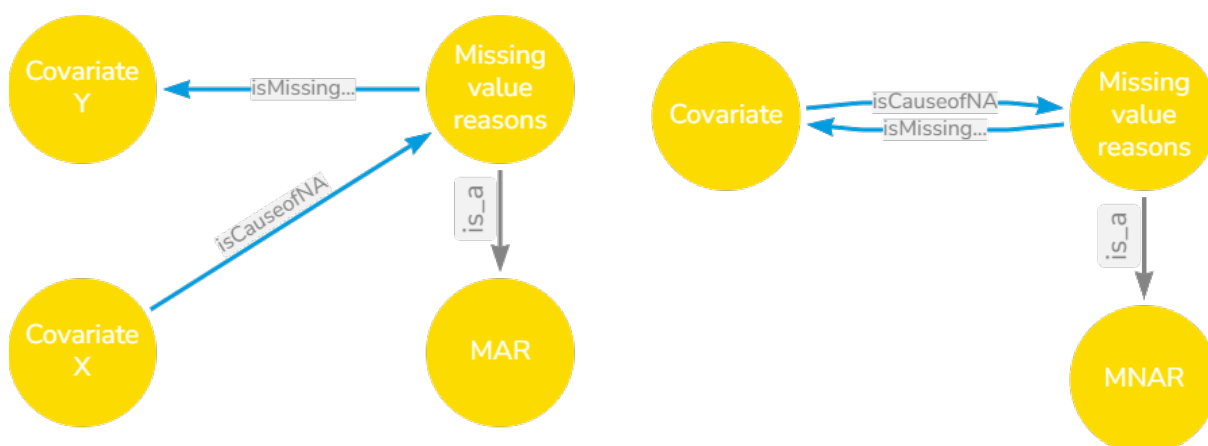 Covariate
Y
isMissing...
Missing
value
reasons
isCauseofNA
is_a
Covariate
X
MAR
Covariate
isCauseofNA
isMissing...
Missing
value
reasons
is_a
MNAR